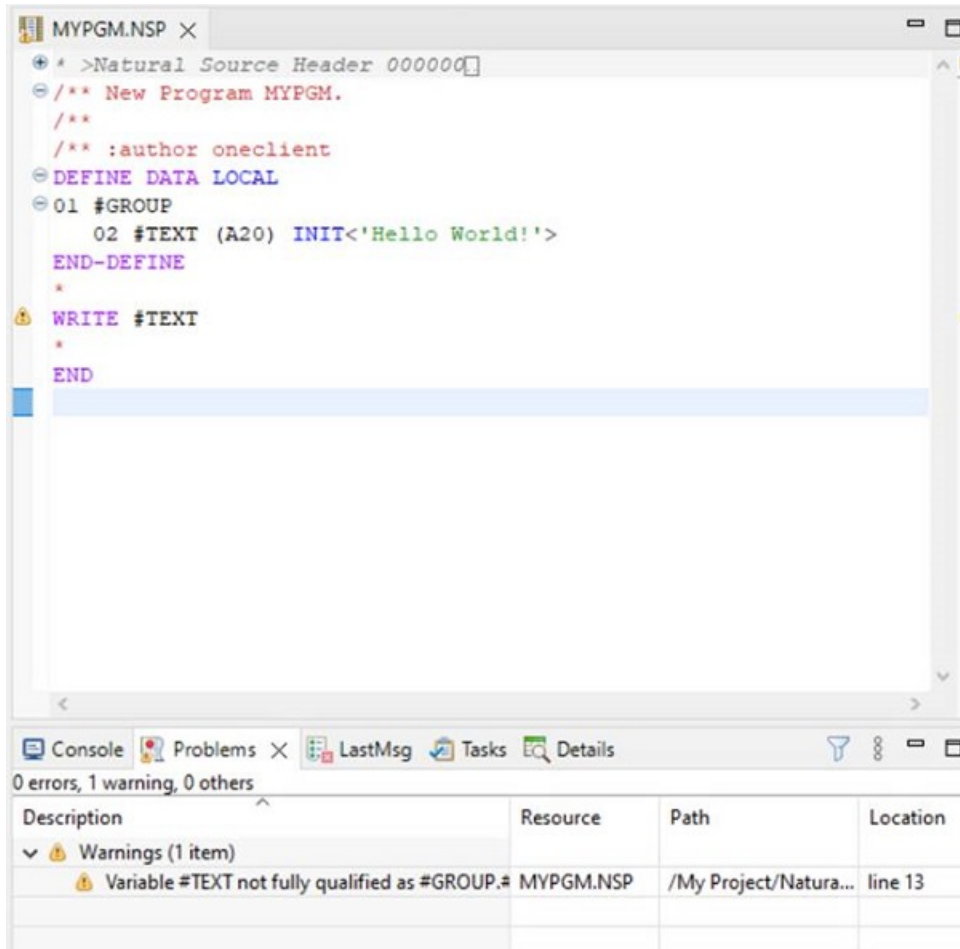 MYPGM.NSP
* >Natural Source Header 000000
/** New Program MYPGM.
/**
/** :author oneclient
DEFINE DATA LOCAL
01 #GROUP
02 #TEXT (A20) INIT<'Hello World!'>
END-DEFINE
*
WRITE #TEXT
*
END
Console Problems LastMsg Tasks Details
0 errors, 1 warning, 0 others
Description Resource Path Location
Warnings (1 item)
Variable #TEXT not fully qualified as #GROUP.# MYPGM.NSP /My Project/Natura... line 13